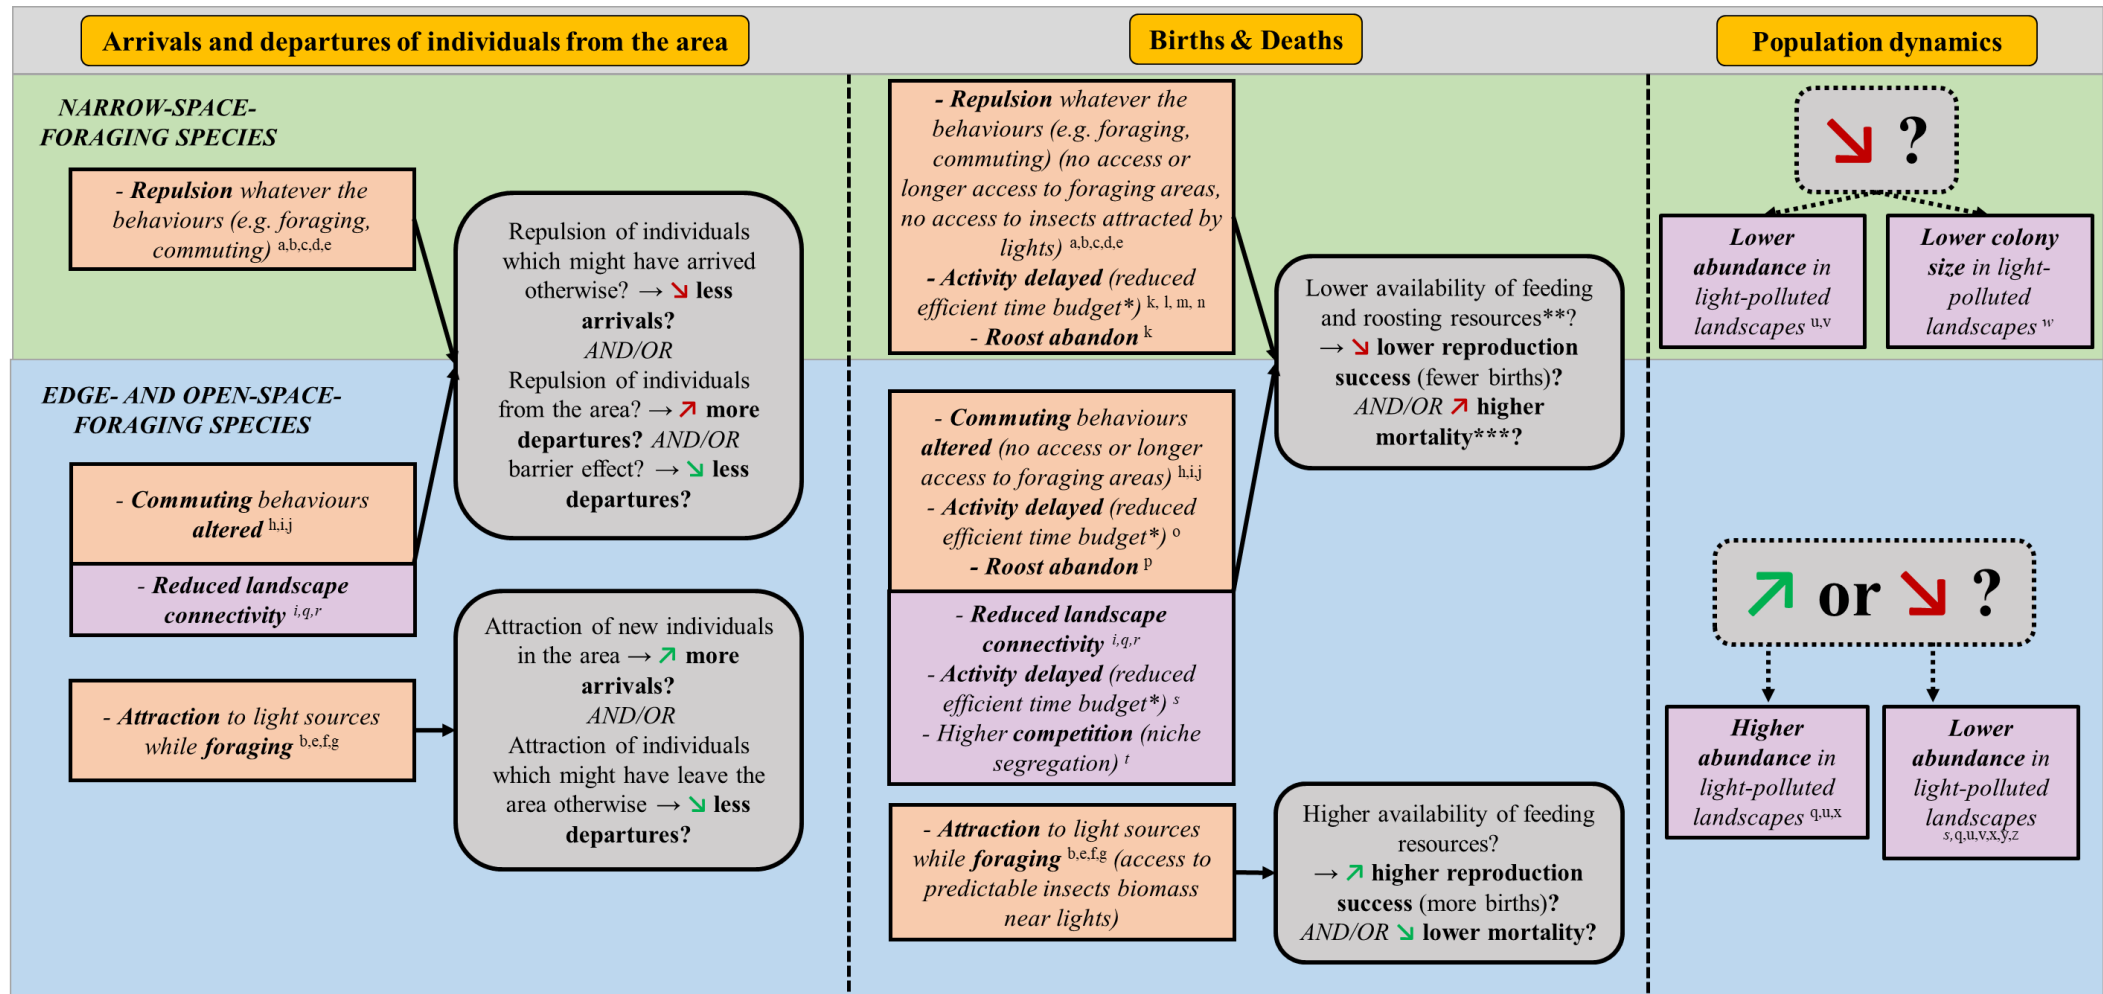 Arrivals and departures of individuals from the area
Births & Deaths
Population dynamics
NARROW-SPACE-
FORAGING SPECIES
- Repulsion whatever the
behaviours (e.g. foraging,
commuting) a,b,c,d,e
Repulsion of individuals
which might have arrived
otherwise? → ↘ less
arrivals?
AND/OR
Repulsion of individuals
from the area? → ↗ more
departures? AND/OR
barrier effect? → ↘ less
departures?
EDGE- AND OPEN-SPACE-
FORAGING SPECIES
- Commuting behaviours
altered h,i,j
- Reduced landscape
connectivity i,q,r
- Attraction to light sources
while foraging b,e,f,g
Attraction of new individuals
in the area → ↗ more
arrivals?
AND/OR
Attraction of individuals
which might have leave the
area otherwise → ↘ less
departures?
- Repulsion whatever the
behaviours (e.g. foraging,
commuting) (no access or
longer access to foraging areas,
no access to insects attracted by
lights) a,b,c,d,e
- Activity delayed (reduced
efficient time budget*) k, l, m, n
- Roost abandon k
- Commuting behaviours
altered (no access or longer
access to foraging areas) h,i,j
- Activity delayed (reduced
efficient time budget*) o
- Roost abandon p
- Reduced landscape
connectivity i,q,r
- Activity delayed (reduced
efficient time budget*) s
- Higher competition (niche
segregation) t
- Attraction to light sources
while foraging b,e,f,g (access to
predictable insects biomass
near lights)
Lower availability of feeding
and roosting resources**?
→ ↘ lower reproduction
success (fewer births)?
AND/OR ↗ higher
mortality***?
Higher availability of feeding
resources?
→ ↗ higher reproduction
success (more births)?
AND/OR ↘ lower mortality?
↘ ?
Lower
abundance in
light-polluted
landscapes u,v
Lower colony
size in light-
polluted
landscapes w
↗ or ↘ ?
Higher
abundance in
light-polluted
landscapes q,u,x
Lower
abundance in
light-polluted
landscapes
s,q,u,v,x,y,z